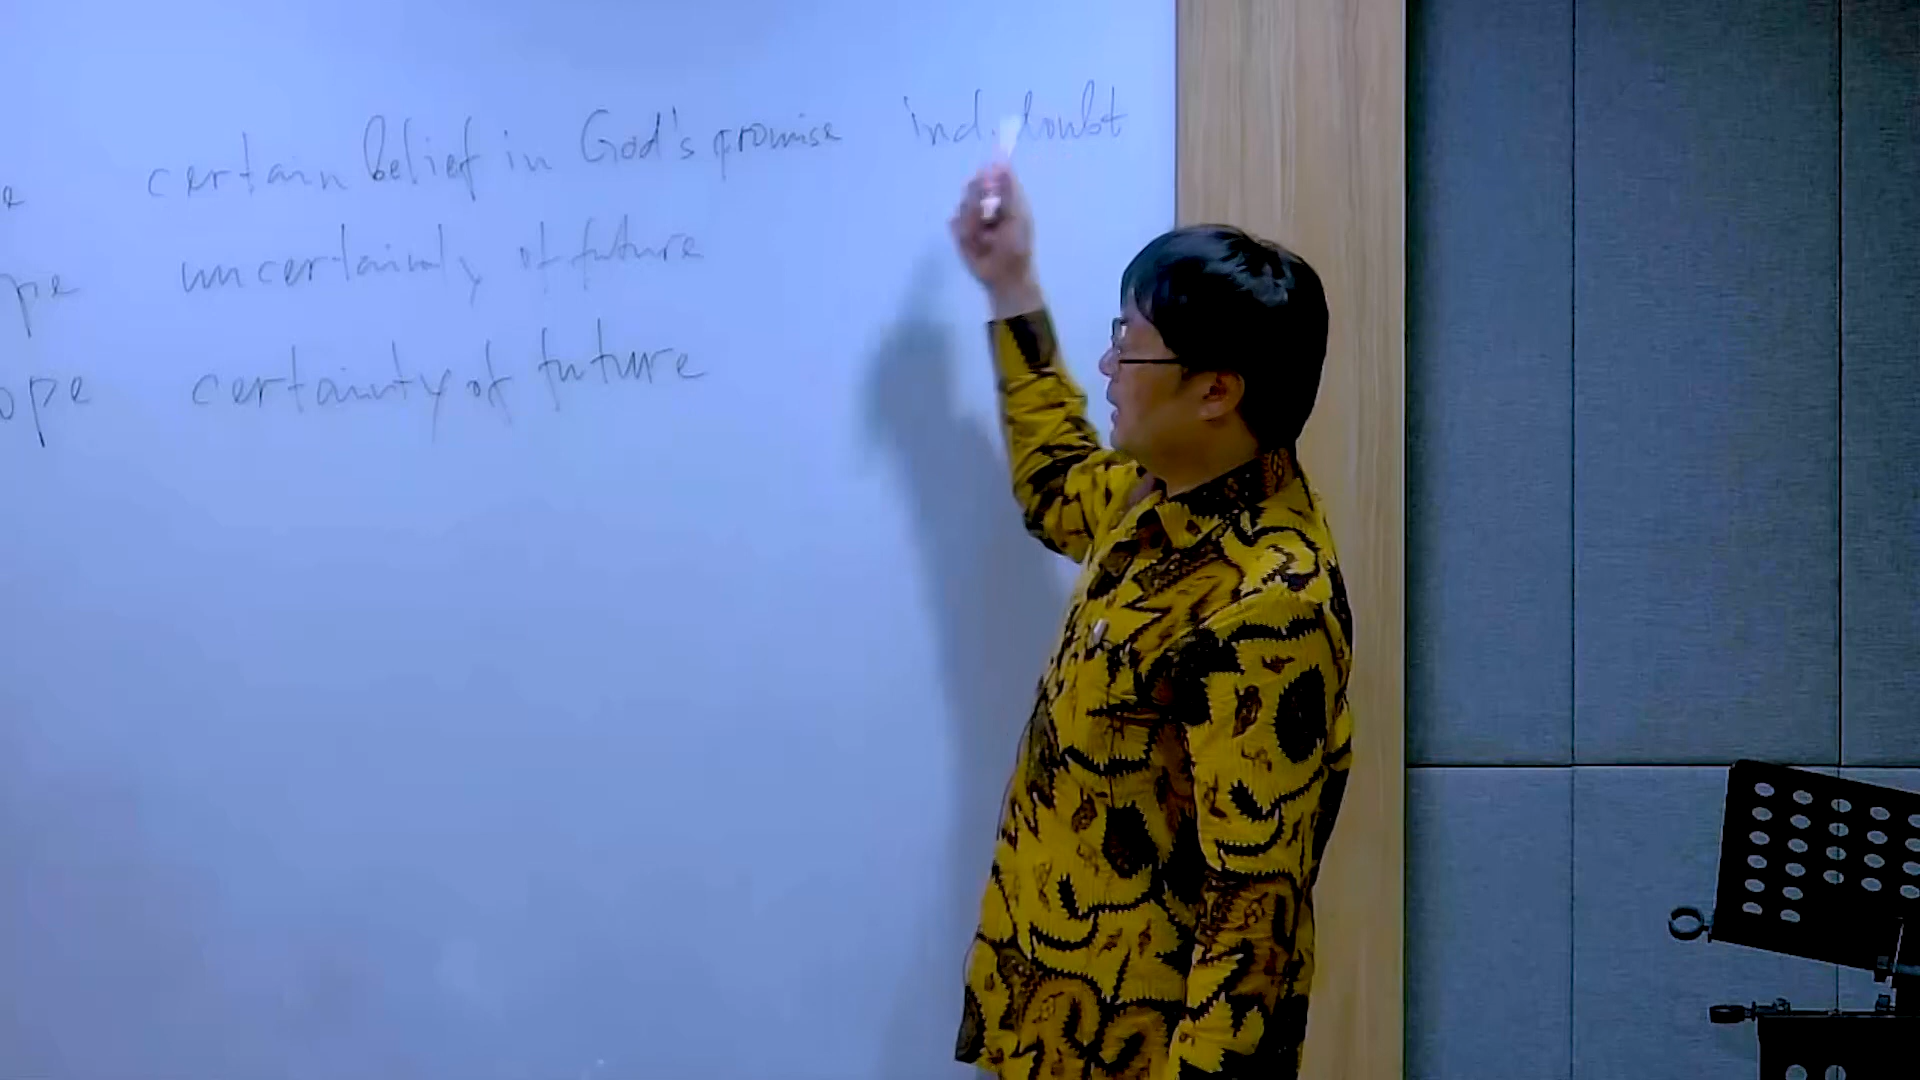 e certain belief in God's promise incl. doubt
pe uncertainty of future
ope certainty of future